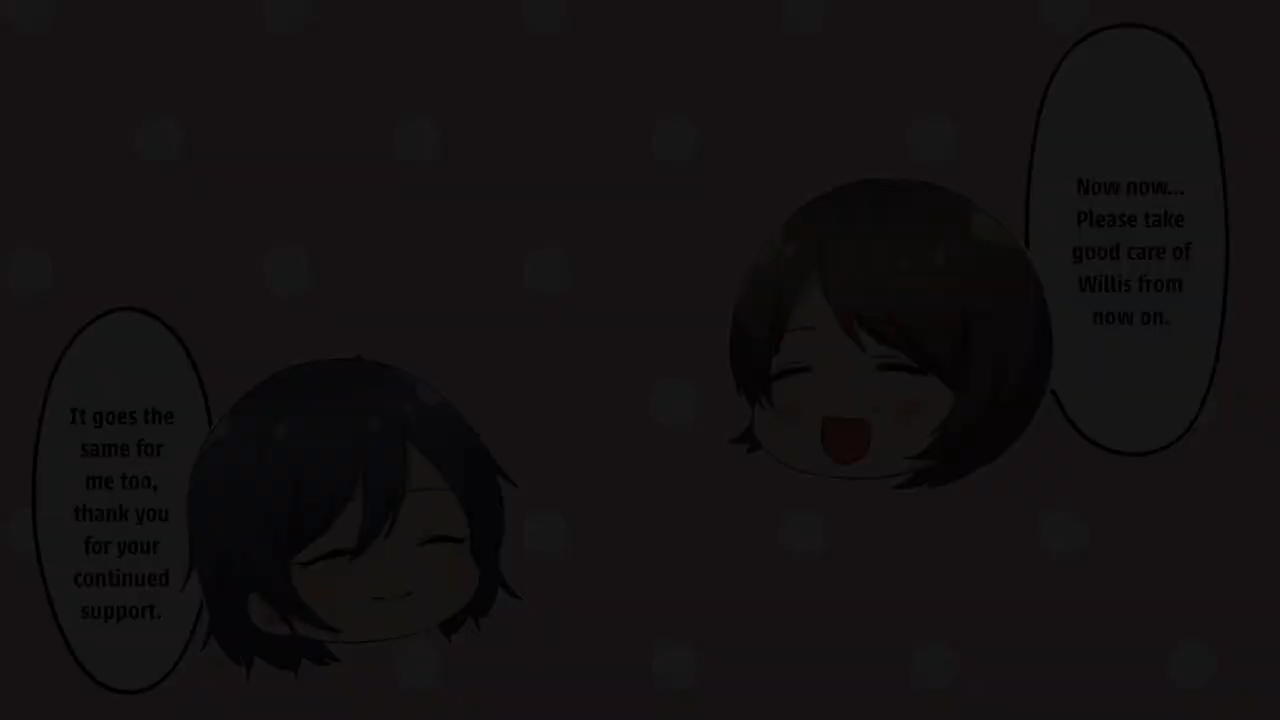 Now now...
Please take
good care of
Willis from
now on.
It goes the
same for
me too,
thank you
for your
continued
support.